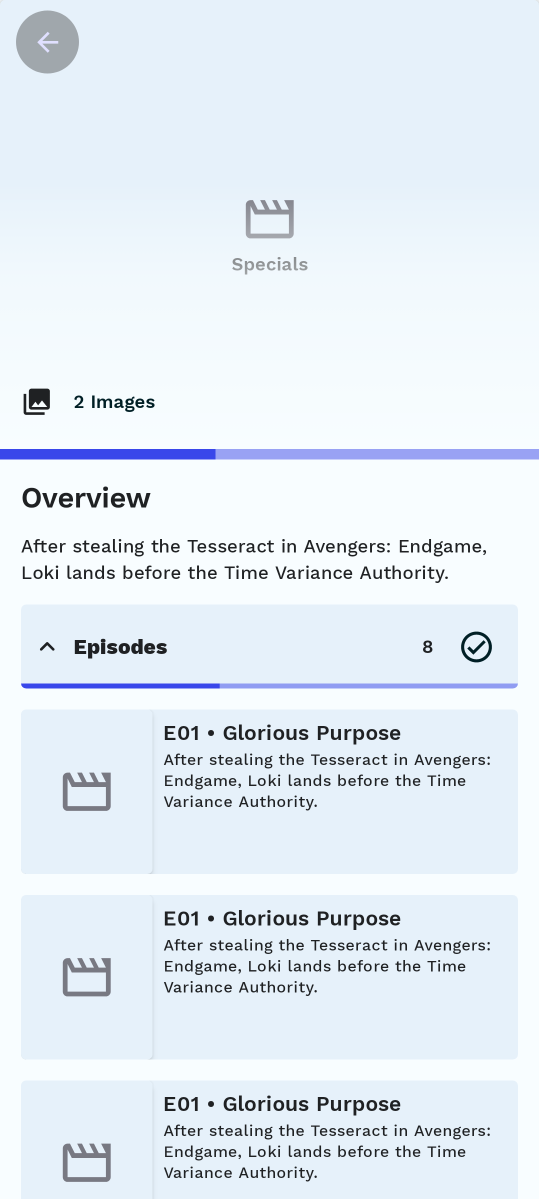 Specials
2 Images
Overview
After stealing the Tesseract in Avengers: Endgame,
Loki lands before the Time Variance Authority.
Episodes 8
E01 • Glorious Purpose
After stealing the Tesseract in Avengers:
Endgame, Loki lands before the Time
Variance Authority.
E01 • Glorious Purpose
After stealing the Tesseract in Avengers:
Endgame, Loki lands before the Time
Variance Authority.
E01 • Glorious Purpose
After stealing the Tesseract in Avengers:
Endgame, Loki lands before the Time
Variance Authority.